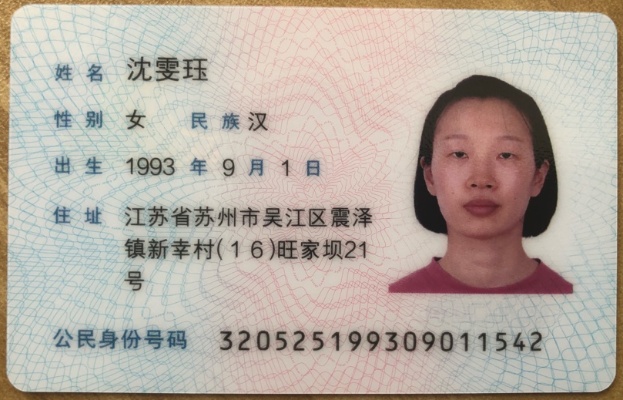 姓名 沈雯珏
性别 女 民族 汉
出生 1993 年 9 月 1 日
住址 江苏省苏州市吴江区震泽
镇新幸村(16)旺家坝21
号
公民身份号码 320525199309011542